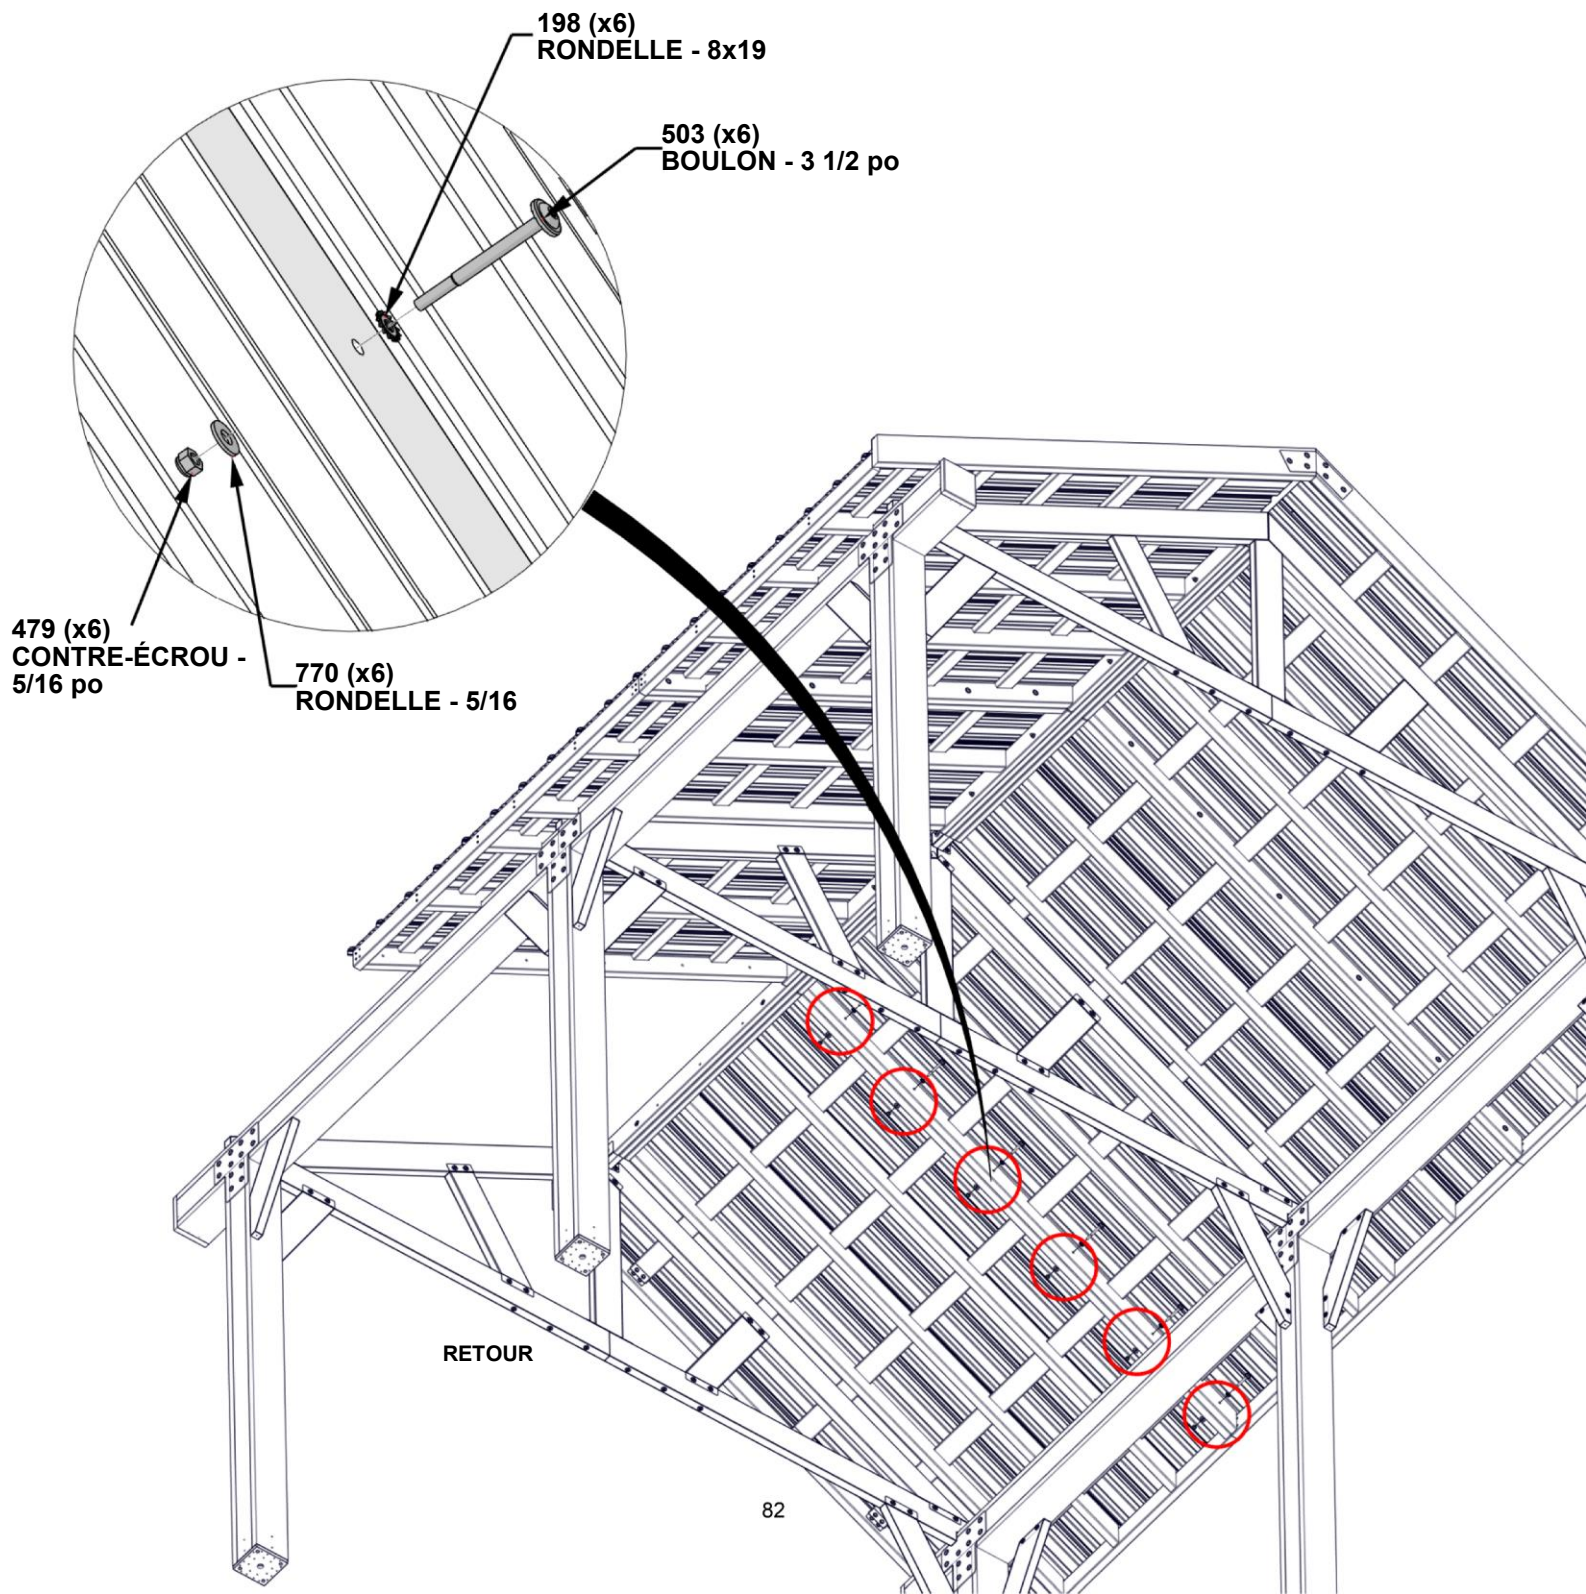 198 (x6)
RONDELLE - 8x19
503 (x6)
BOULON - 3 1/2 po
479 (x6)
CONTRE-ÉCROU -
5/16 po
770 (x6)
RONDELLE - 5/16
RETOUR
82